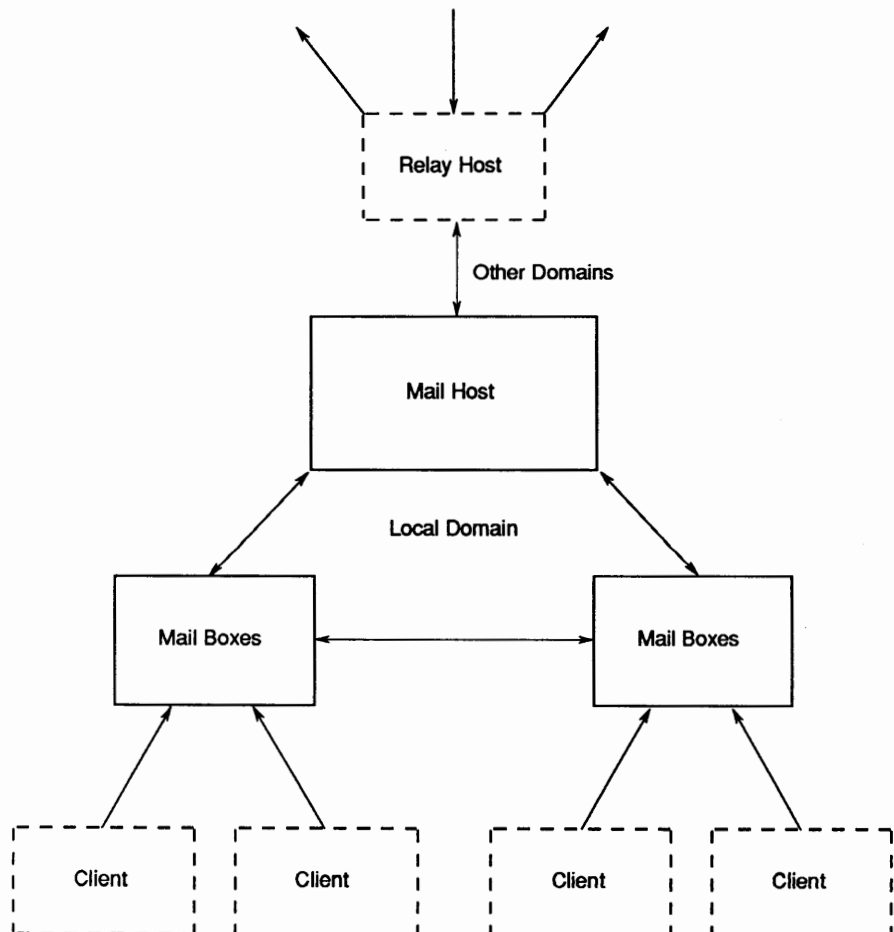 Relay Host
Other Domains
Mail Host
Local Domain
Mail Boxes
Mail Boxes
Client
Client
Client
Client